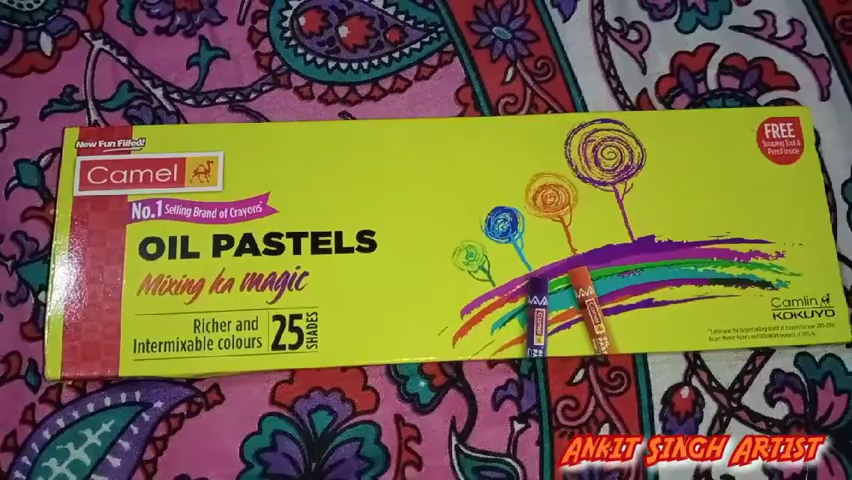 New Fun Filled!
Camel
No.1 Selling Brand of Crayons*
OIL PASTELS
Mixing ka magic
Richer and
Intermixable colours
25 SHADES
FREE
Scraping Tool &
Pencil Inside
Camel
Camlin
KOKUYO
ANKIT SINGH ARTIST